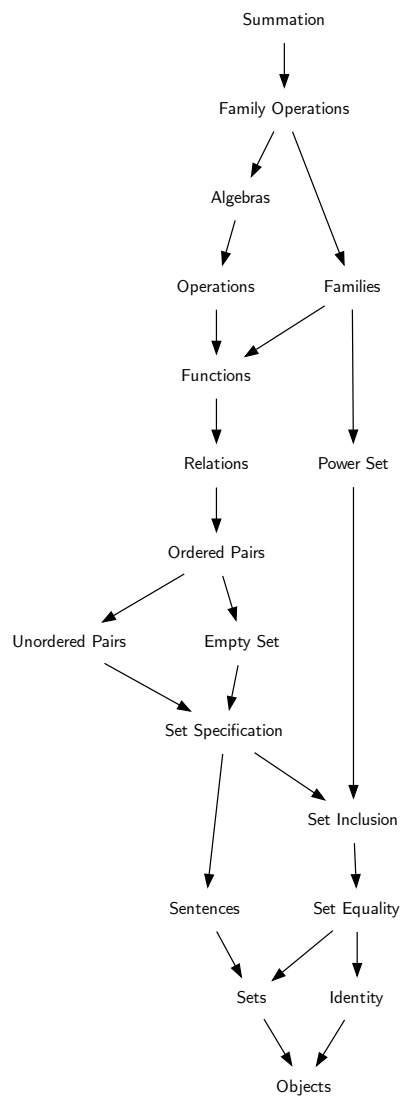 Summation
Family Operations
Algebras
Operations
Families
Functions
Relations
Power Set
Ordered Pairs
Unordered Pairs
Empty Set
Set Specification
Set Inclusion
Sentences
Set Equality
Sets
Identity
Objects